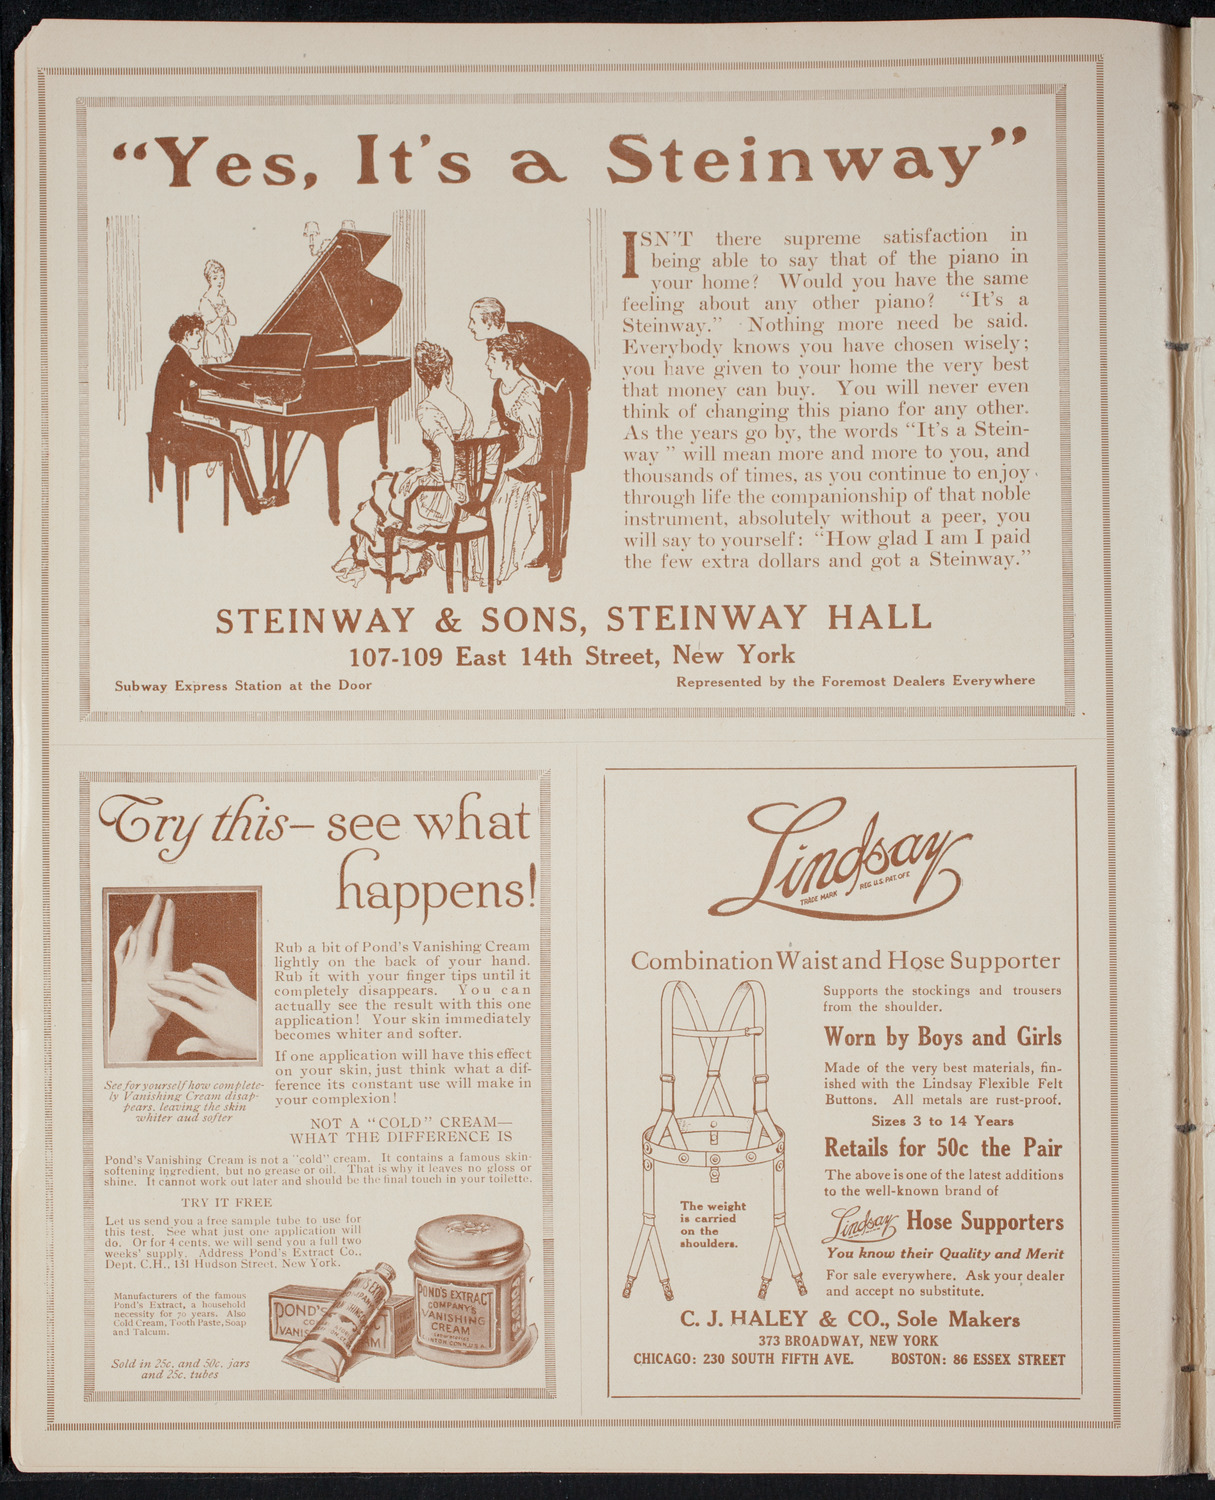 "Yes, It's a Steinway"
ISN'T there supreme satisfaction in
being able to say that of the piano in
your home? Would you have the same
feeling about any other piano? "It's a
Steinway." Nothing more need be said.
Everybody knows you have chosen wisely;
you have given to your home the very best
that money can buy. You will never even
think of changing this piano for any other.
As the years go by, the words "It's a Stein-
way " will mean more and more to you, and
thousands of times, as you continue to enjoy
through life the companionship of that noble
instrument, absolutely without a peer, you
will say to yourself: "How glad I am I paid
the few extra dollars and got a Steinway."
STEINWAY & SONS, STEINWAY HALL
107-109 East 14th Street, New York
Subway Express Station at the Door
Represented by the Foremost Dealers Everywhere
Try this—see what
happens!
Rub a bit of Pond's Vanishing Cream
lightly on the back of your hand.
Rub it with your finger tips until it
completely disappears. You can
actually see the result with this one
application! Your skin immediately
becomes whiter and softer.
If one application will have this effect
on your skin, just think what a dif-
ference its constant use will make in
your complexion!
See for yourself how complete-
ly Vanishing Cream disap-
pears, leaving the skin
whiter and softer
NOT A "COLD" CREAM—
WHAT THE DIFFERENCE IS
Pond's Vanishing Cream is not a "cold" cream. It contains a famous skin-
softening ingredient, but no grease or oil. That is why it leaves no gloss or
shine. It cannot work out later and should be the final touch in your toilette.
TRY IT FREE
Let us send you a free sample tube to use for
this test. See what just one application will
do. Or for 4 cents, we will send you a full two
weeks' supply. Address Pond's Extract Co.,
Dept. C.H., 131 Hudson Street, New York.
Manufacturers of the famous
Pond's Extract, a household
necessity for 70 years. Also
Cold Cream, Tooth Paste, Soap
and Talcum.
Sold in 25c. and 50c. jars
and 25c. tubes
POND'S
VANIS
AM
POND'S EXTRACT
COMPANY'S
VANISHING
CREAM
Lindsay
TRADE MARK REG. U.S. PAT. OFF.
Combination Waist and Hose Supporter
Supports the stockings and trousers
from the shoulder.
Worn by Boys and Girls
Made of the very best materials, fin-
ished with the Lindsay Flexible Felt
Buttons. All metals are rust-proof.
Sizes 3 to 14 Years
Retails for 50c the Pair
The above is one of the latest additions
to the well-known brand of
Lindsay Hose Supporters
You know their Quality and Merit
For sale everywhere. Ask your dealer
and accept no substitute.
The weight
is carried
on the
shoulders.
C. J. HALEY & CO., Sole Makers
373 BROADWAY, NEW YORK
CHICAGO: 230 SOUTH FIFTH AVE. BOSTON: 86 ESSEX STREET